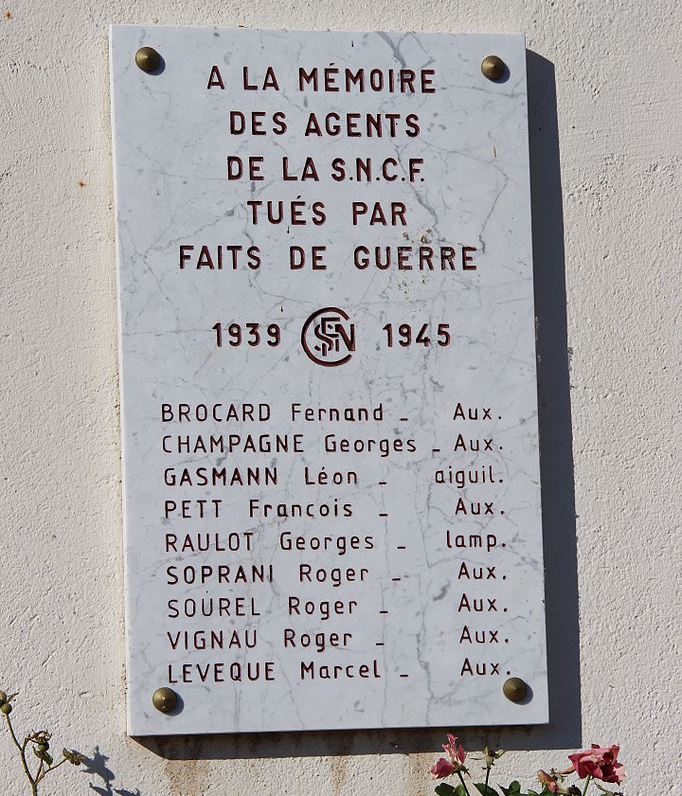 A LA MÉMOIRE
DES AGENTS
DE LA S.N.C.F.
TUÉS PAR
FAITS DE GUERRE
1939 SNCF 1945
BROCARD Fernand _ Aux.
CHAMPAGNE Georges _ Aux.
GASMANN Léon _ aiguil.
PETT Francois _ Aux.
RAULOT Georges _ lamp.
SOPRANI Roger _ Aux.
SOUREL Roger _ Aux.
VIGNAU Roger _ Aux.
LEVEQUE Marcel _ Aux.